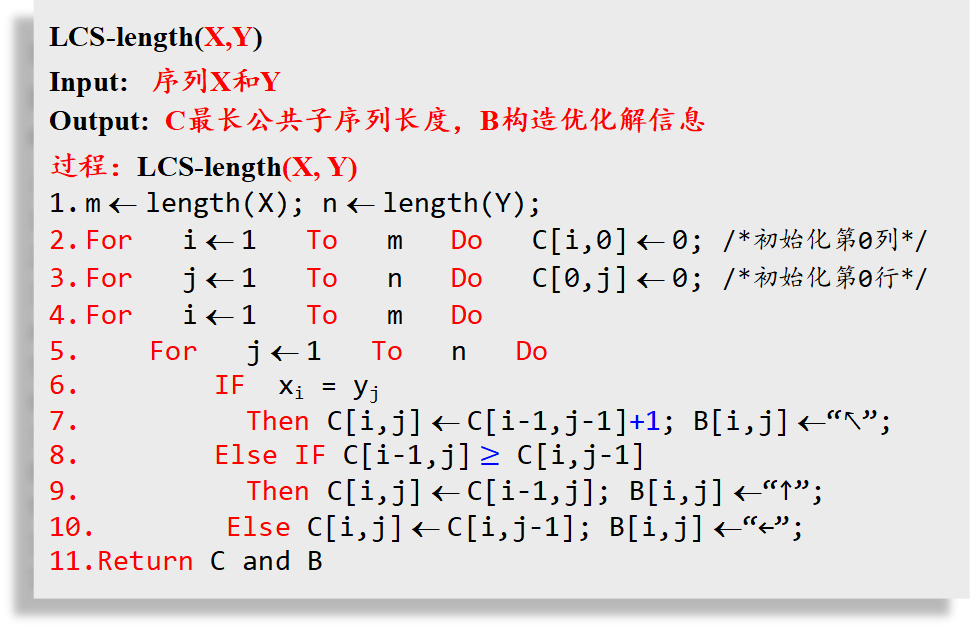 LCS-length(X,Y)
Input: 序列X和Y
Output: C最长公共子序列长度，B构造优化解信息
过程：LCS-length(X, Y)
1.m←length(X); n←length(Y);
2.For i←1 To m Do C[i,0]←0; /*初始化第0列*/
3.For j←1 To n Do C[0,j]←0; /*初始化第0行*/
4.For i←1 To m Do
5. For j←1 To n Do
6. IF xᵢ = yⱼ
7. Then C[i,j]←C[i-1,j-1]+1; B[i,j]←“↖”;
8. Else IF C[i-1,j]≥ C[i,j-1]
9. Then C[i,j]←C[i-1,j]; B[i,j]←“↑”;
10. Else C[i,j]←C[i,j-1]; B[i,j]←“←”;
11.Return C and B